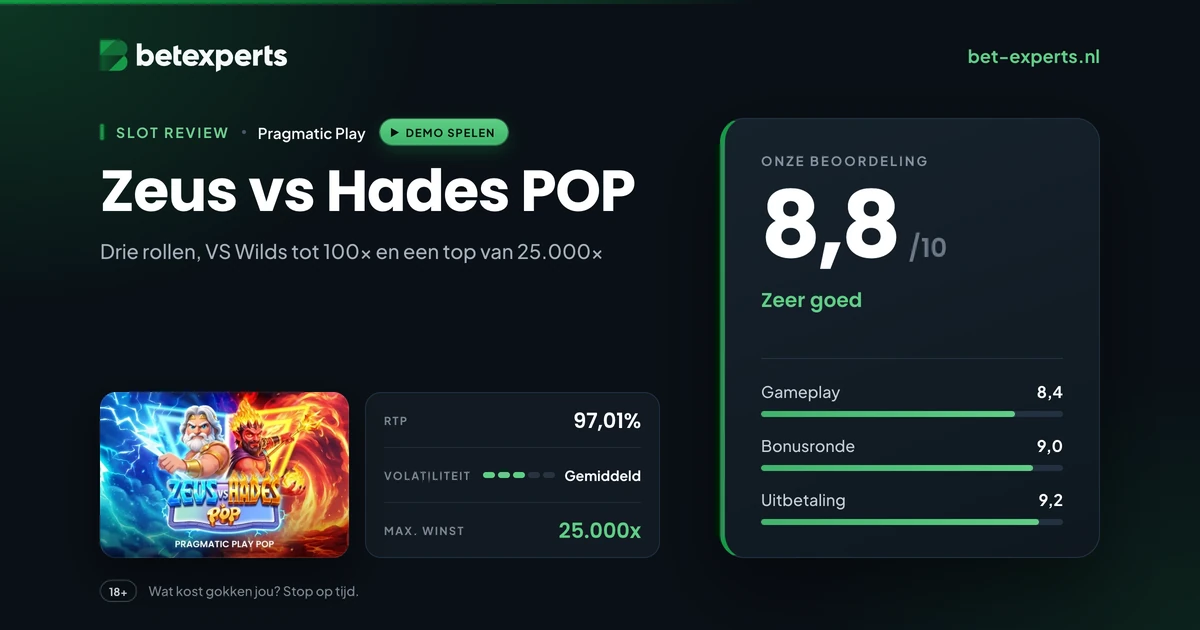 betexperts
bet-experts.nl
SLOT REVIEW • Pragmatic Play ▶ DEMO SPELEN
Zeus vs Hades POP
Drie rollen, VS Wilds tot 100× en een top van 25.000×
ZEUS VS HADES
POP
PRAGMATIC PLAY POP
RTP 97,01%
VOLATILITEIT Gemiddeld
MAX. WINST 25.000x
ONZE BEOORDELING
8,8 /10
Zeer goed
Gameplay 8,4
Bonusronde 9,0
Uitbetaling 9,2
18+ Wat kost gokken jou? Stop op tijd.